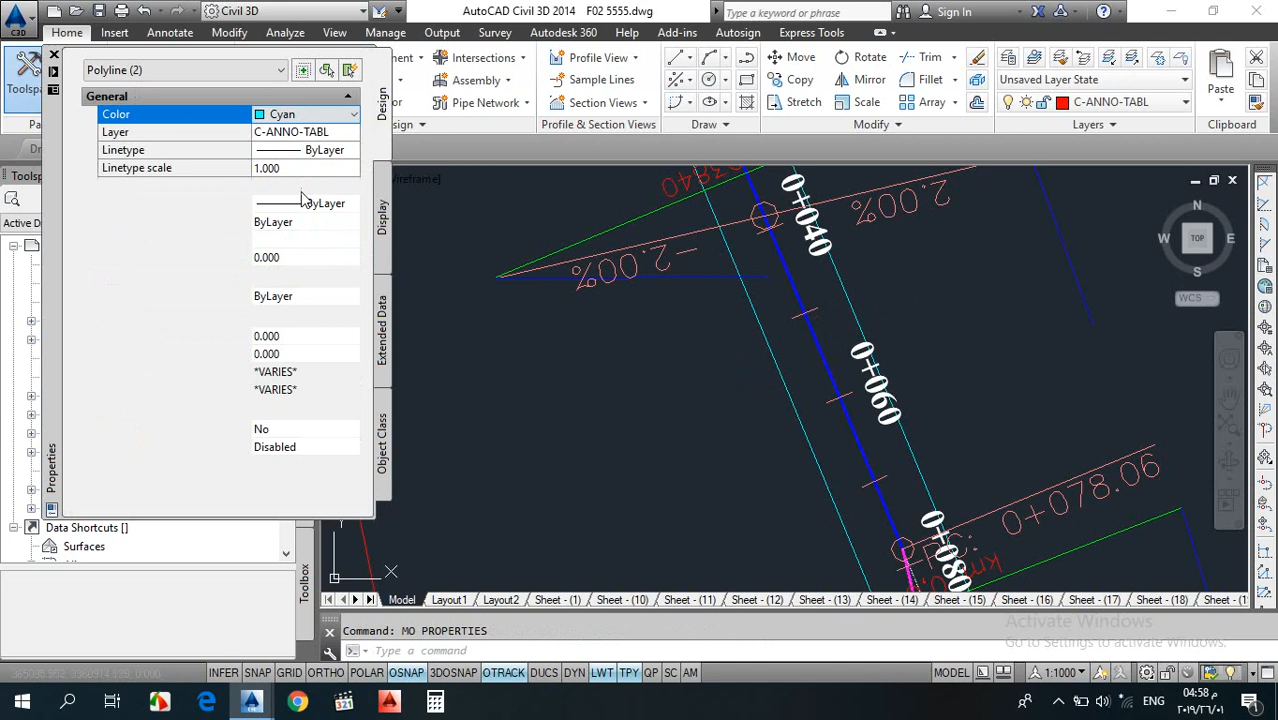 Civil 3D
AutoCAD Civil 3D 2014 F02 5555.dwg
Type a keyword or phrase
Sign In
C3D
Home Insert Annotate Modify Analyze View Manage Output Survey Autodesk 360 Help Add-ins Autosign Express Tools
Intersections
Assembly
Pipe Network
Profile View
Sample Lines
Section Views
Move Rotate Trim
Copy Mirror Fillet
Stretch Scale Array
Unsaved Layer State
C-ANNO-TABL
Paste
Modify
Layers
Polyline (2)
General
Color Cyan
Layer C-ANNO-TABL
Linetype ByLayer
Linetype scale 1.000
ByLayer
ByLayer
0.000
ByLayer
0.000
0.000
*VARIES*
*VARIES*
No
Disabled
Design
Display
Extended Data
Object Class
Properties
Data Shortcuts []
Surfaces
Toolbox
-2.00%
2.00%
0+040
0+060
0+080
0+078.06
N
W TOP E
S
WCS
Y
X
Model Layout1 Layout2 Sheet - (1) Sheet - (10) Sheet - (11) Sheet - (12) Sheet - (13) Sheet - (14) Sheet - (15) Sheet - (16) Sheet - (17) Sheet - (18)
Activate Windows
Go to Settings to activate Windows.
Command: MO PROPERTIES
Type a command
INFER SNAP GRID ORTHO POLAR OSNAP 3DOSNAP OTRACK DUCS DYN LWT TPY QP SC AM
MODEL 1:1000
321
ENG
04:58 م